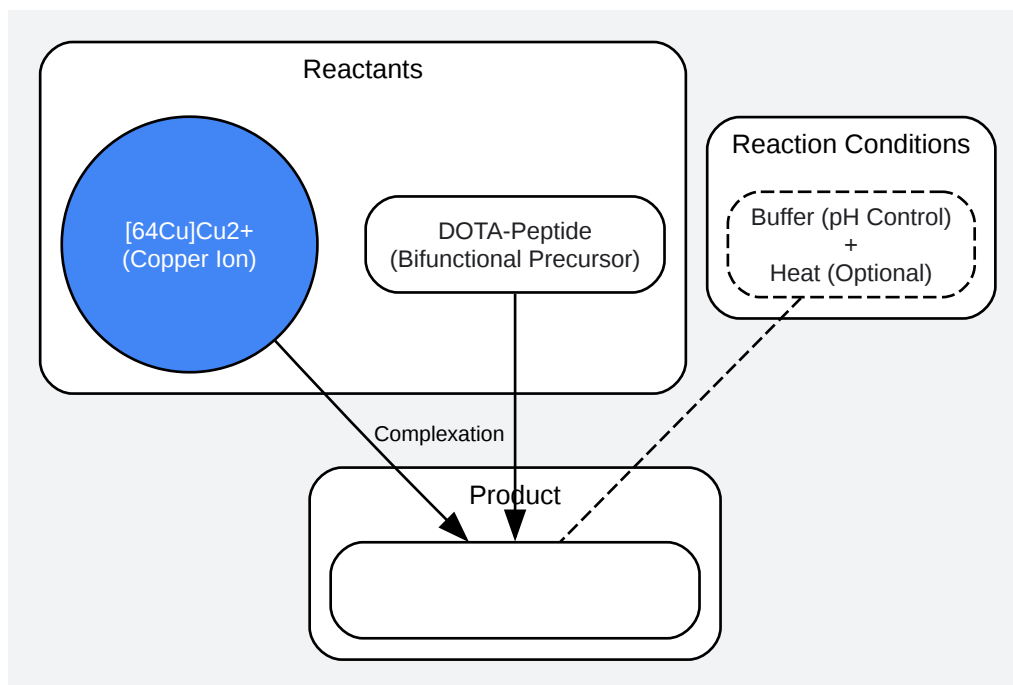 Reactants
[64Cu]Cu2+
(Copper Ion)
DOTA-Peptide
(Bifunctional Precursor)
Reaction Conditions
Buffer (pH Control)
+
Heat (Optional)
Complexation
Product